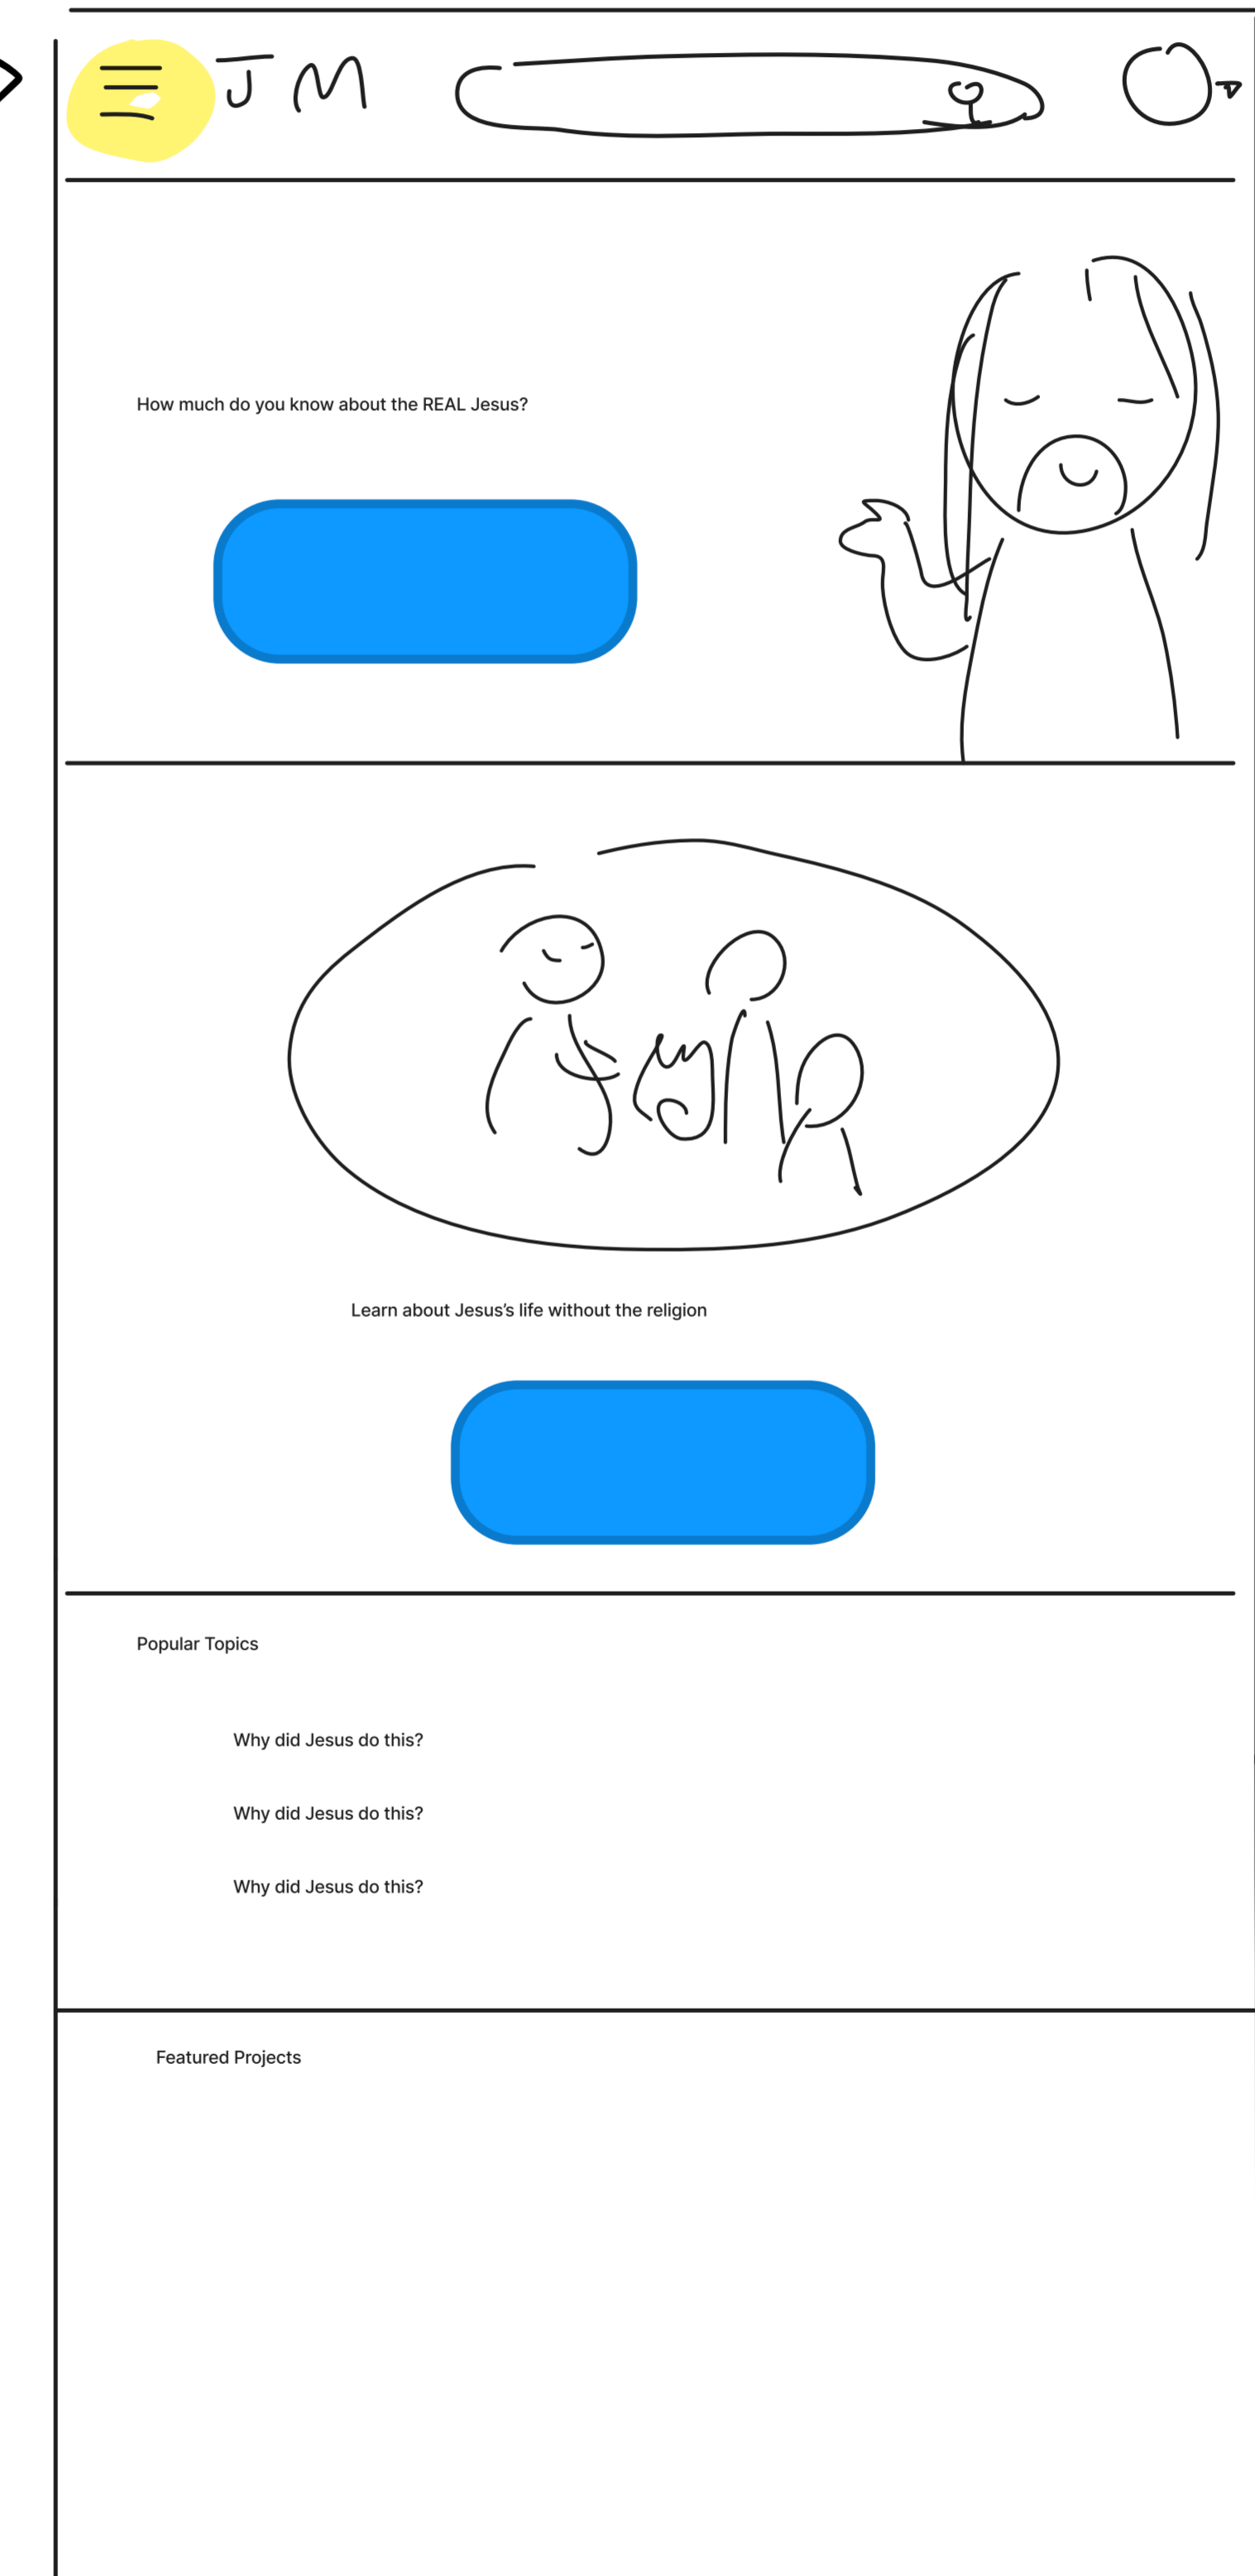 J M
How much do you know about the REAL Jesus?
Learn about Jesus’s life without the religion
Popular Topics
Why did Jesus do this?
Why did Jesus do this?
Why did Jesus do this?
Featured Projects